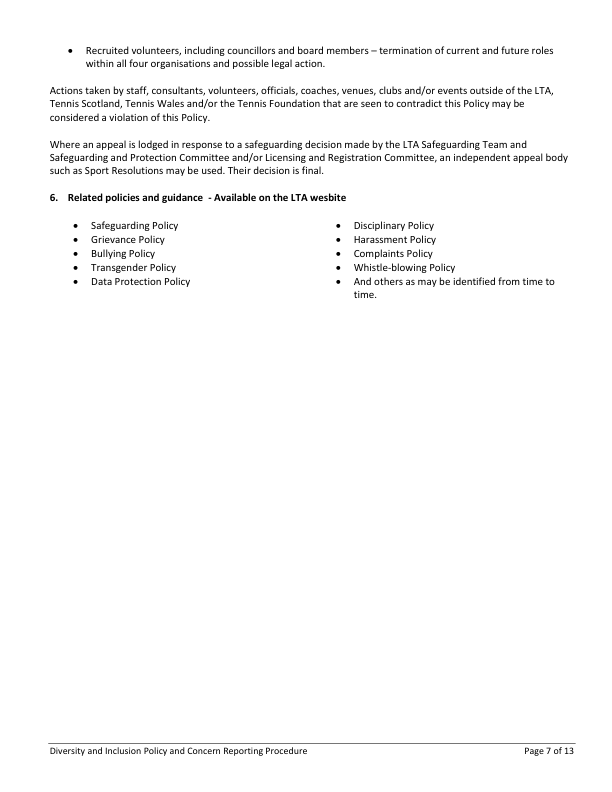 • Recruited volunteers, including councillors and board members – termination of current and future roles
within all four organisations and possible legal action.
Actions taken by staff, consultants, volunteers, officials, coaches, venues, clubs and/or events outside of the LTA,
Tennis Scotland, Tennis Wales and/or the Tennis Foundation that are seen to contradict this Policy may be
considered a violation of this Policy.
Where an appeal is lodged in response to a safeguarding decision made by the LTA Safeguarding Team and
Safeguarding and Protection Committee and/or Licensing and Registration Committee, an independent appeal body
such as Sport Resolutions may be used. Their decision is final.
6. Related policies and guidance - Available on the LTA wesbite
• Safeguarding Policy
• Grievance Policy
• Bullying Policy
• Transgender Policy
• Data Protection Policy
• Disciplinary Policy
• Harassment Policy
• Complaints Policy
• Whistle-blowing Policy
• And others as may be identified from time to
time.
Diversity and Inclusion Policy and Concern Reporting Procedure
Page 7 of 13